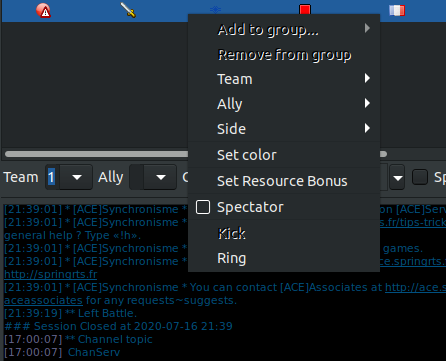 Add to group...
Remove from group
Team
Ally
Side
Set color
Set Resource Bonus
Spectator
Kick
Ring
Team 1 Ally Sp
[21:39:01] * [ACE]Synchronisme * on [ACE]Serv
[21:39:01] * [ACE]Synchronisme * s.fr/tips-trick
general help ? Type «!h».
[21:39:01] * [ACE]Synchronisme * games.
[21:39:01] * [ACE]Synchronisme * ce.springrts.f
http://springrts.fr
[21:39:01] * [ACE]Synchronisme * You can contact [ACE]Associates at http://ace.s
aceassociates for any requests~suggests.
[21:39:19] ** Left Battle.
### Session Closed at 2020-07-16 21:39
[17:00:07] ** Channel topic
[17:00:07] ChanServ